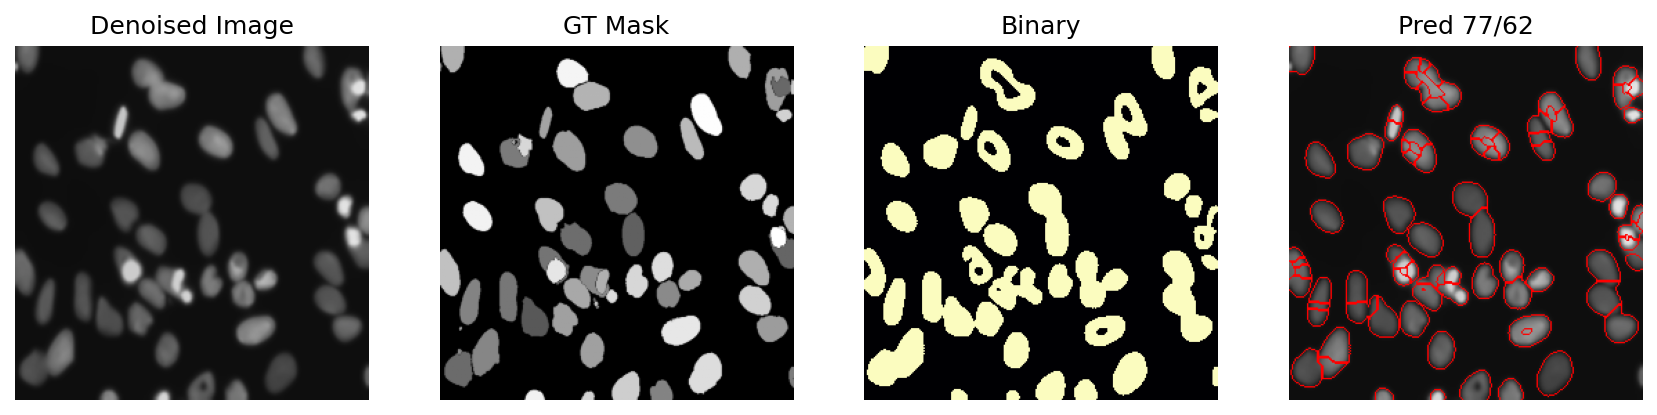 Denoised Image
GT Mask
Binary
Pred 77/62